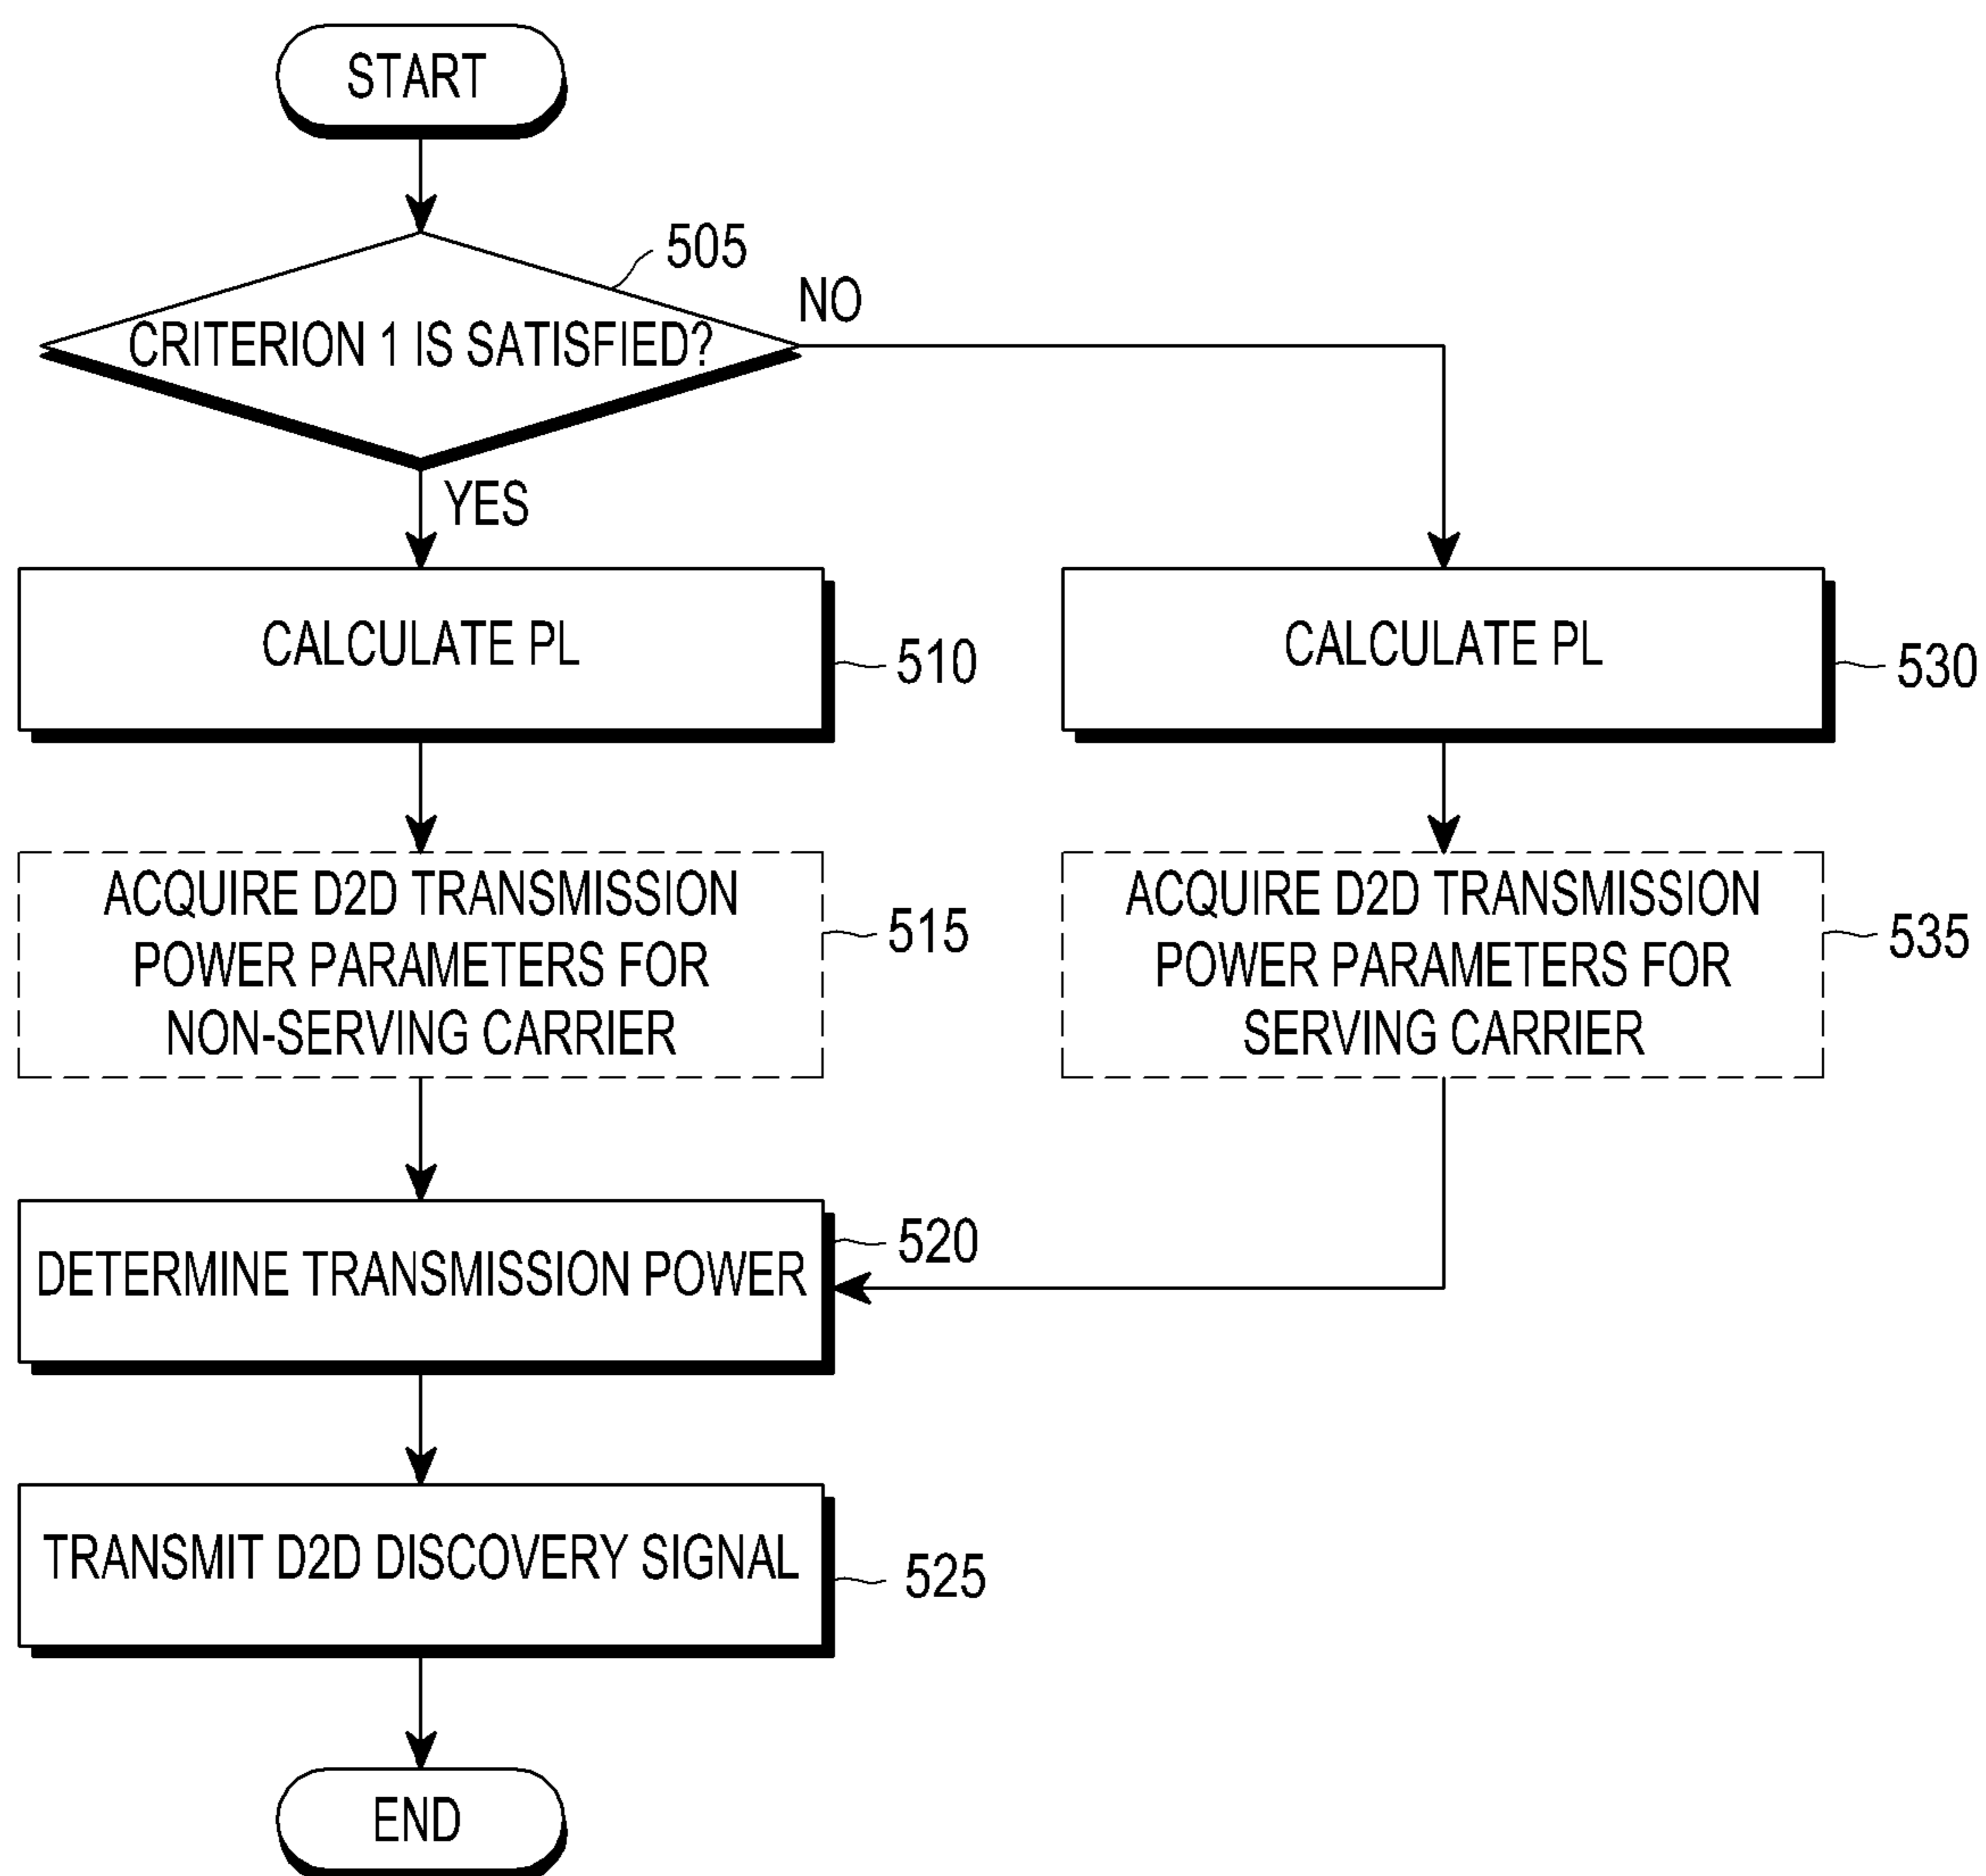 START
505
CRITERION 1 IS SATISFIED?
NO
YES
CALCULATE PL
510
CALCULATE PL
530
ACQUIRE D2D TRANSMISSION
POWER PARAMETERS FOR
NON-SERVING CARRIER
515
ACQUIRE D2D TRANSMISSION
POWER PARAMETERS FOR
SERVING CARRIER
535
DETERMINE TRANSMISSION POWER
520
TRANSMIT D2D DISCOVERY SIGNAL
525
END